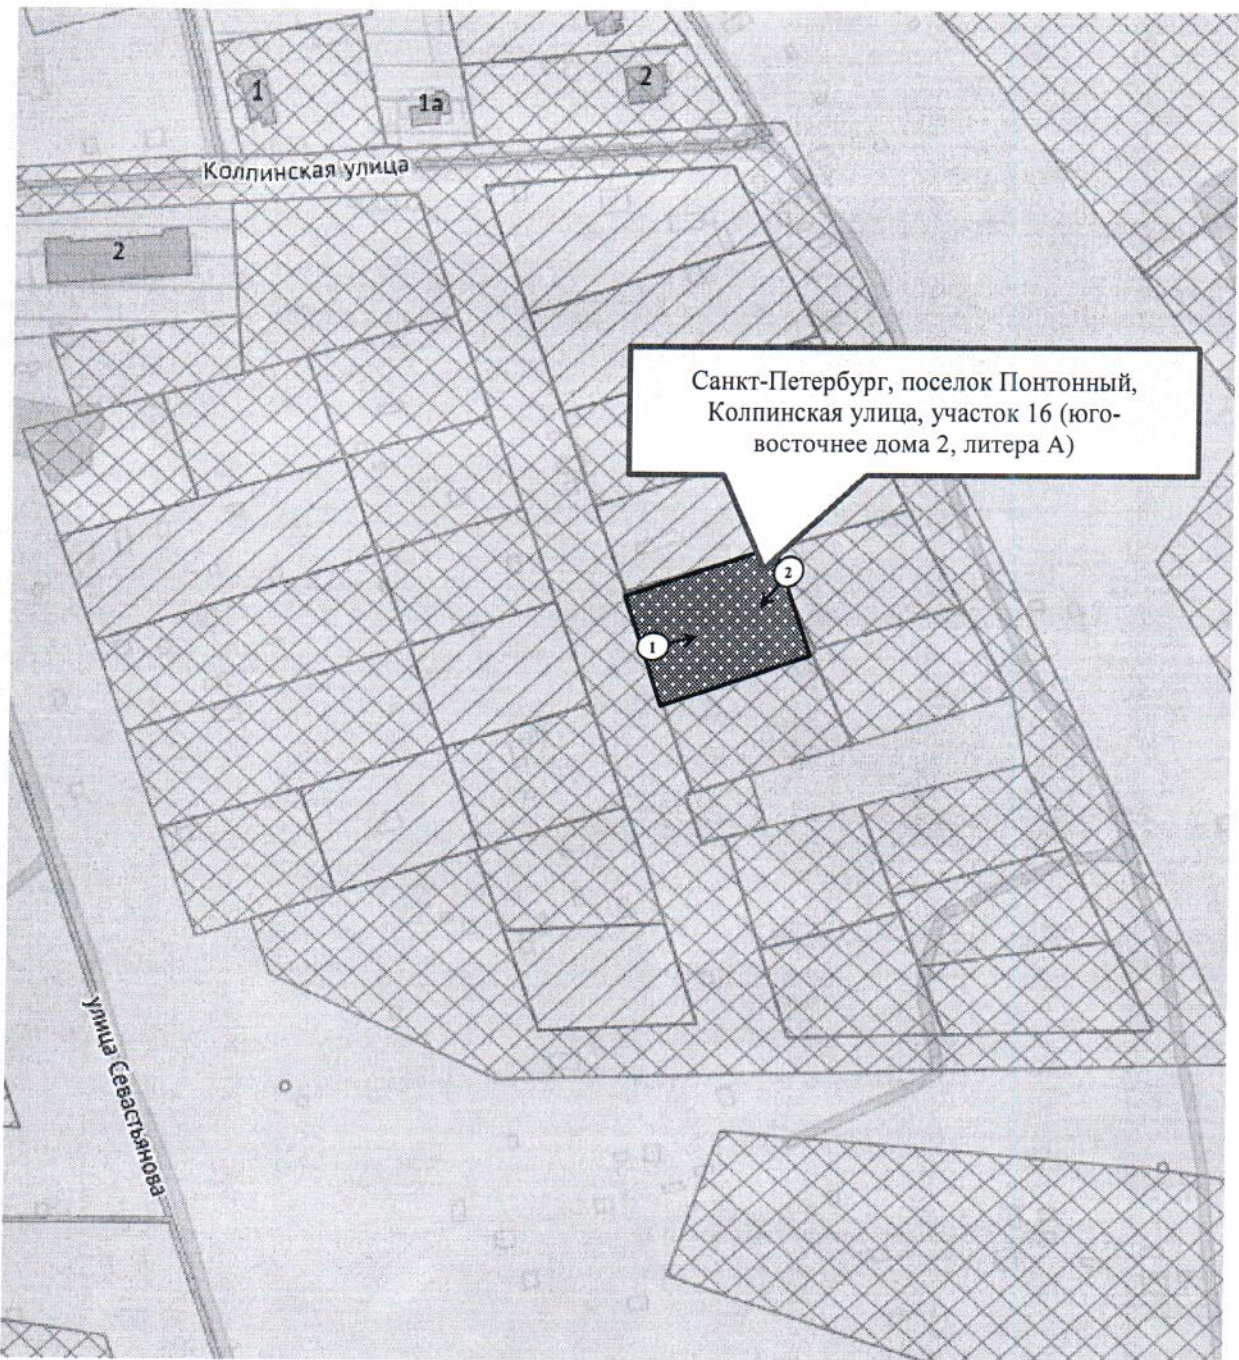 1
1а
2
Колпинская улица
2
Санкт-Петербург, поселок Понтонный,
Колпинская улица, участок 16 (юго-
восточнее дома 2, литера А)
2
1
улица Севастьянова